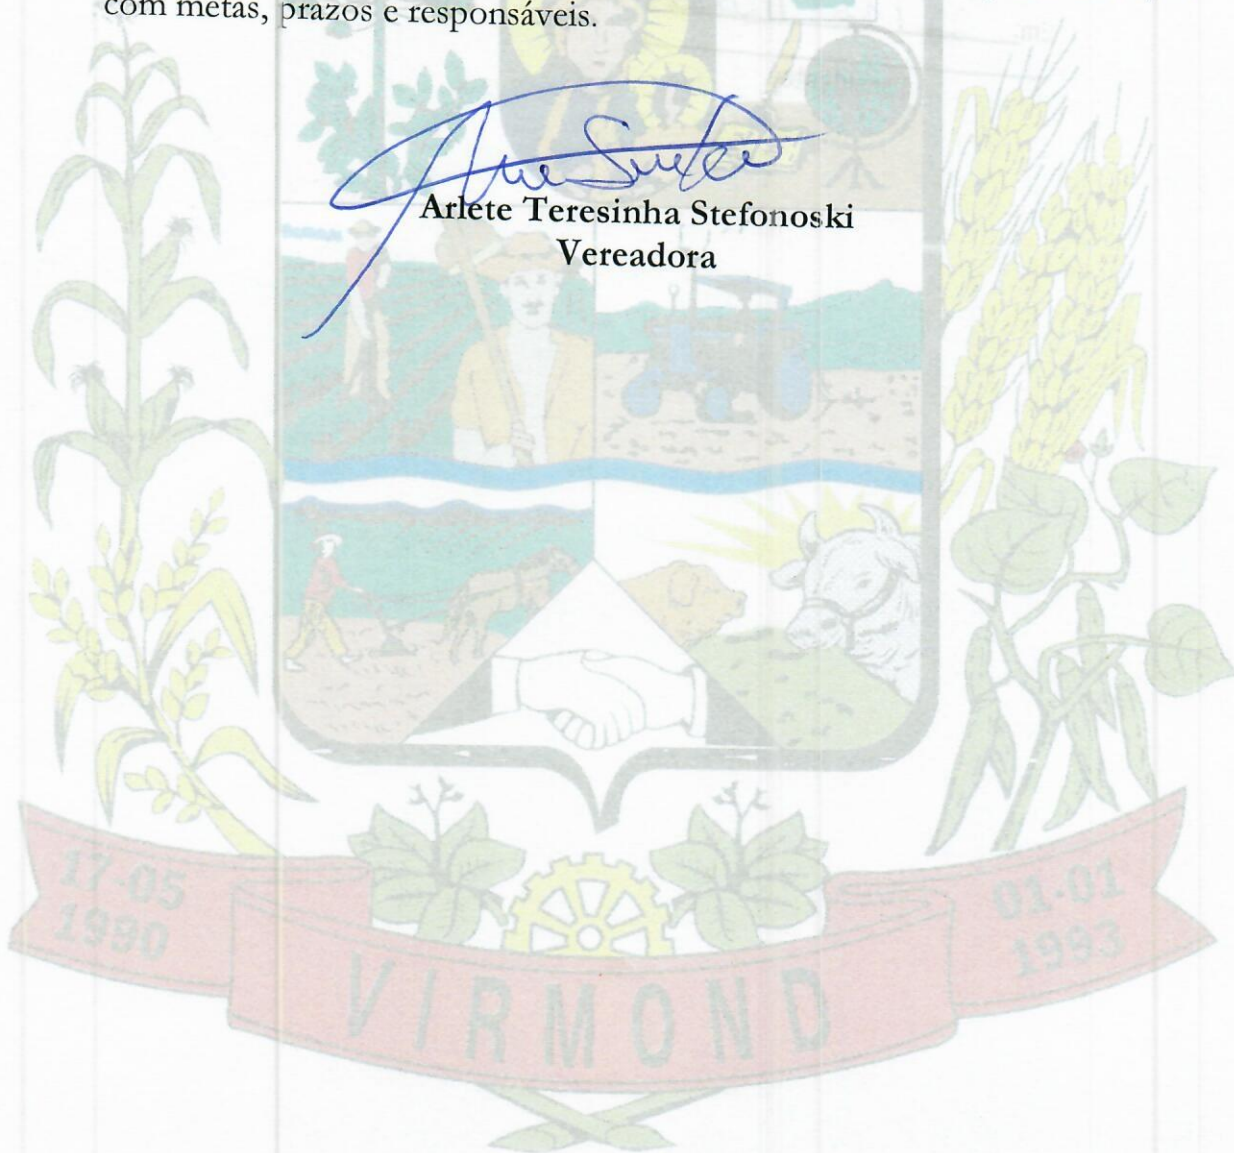 com metas, prazos e responsáveis.
Arlete Teresinha Stefonoski
Vereadora
17-05
1990
01-01
1993
VIRMOND